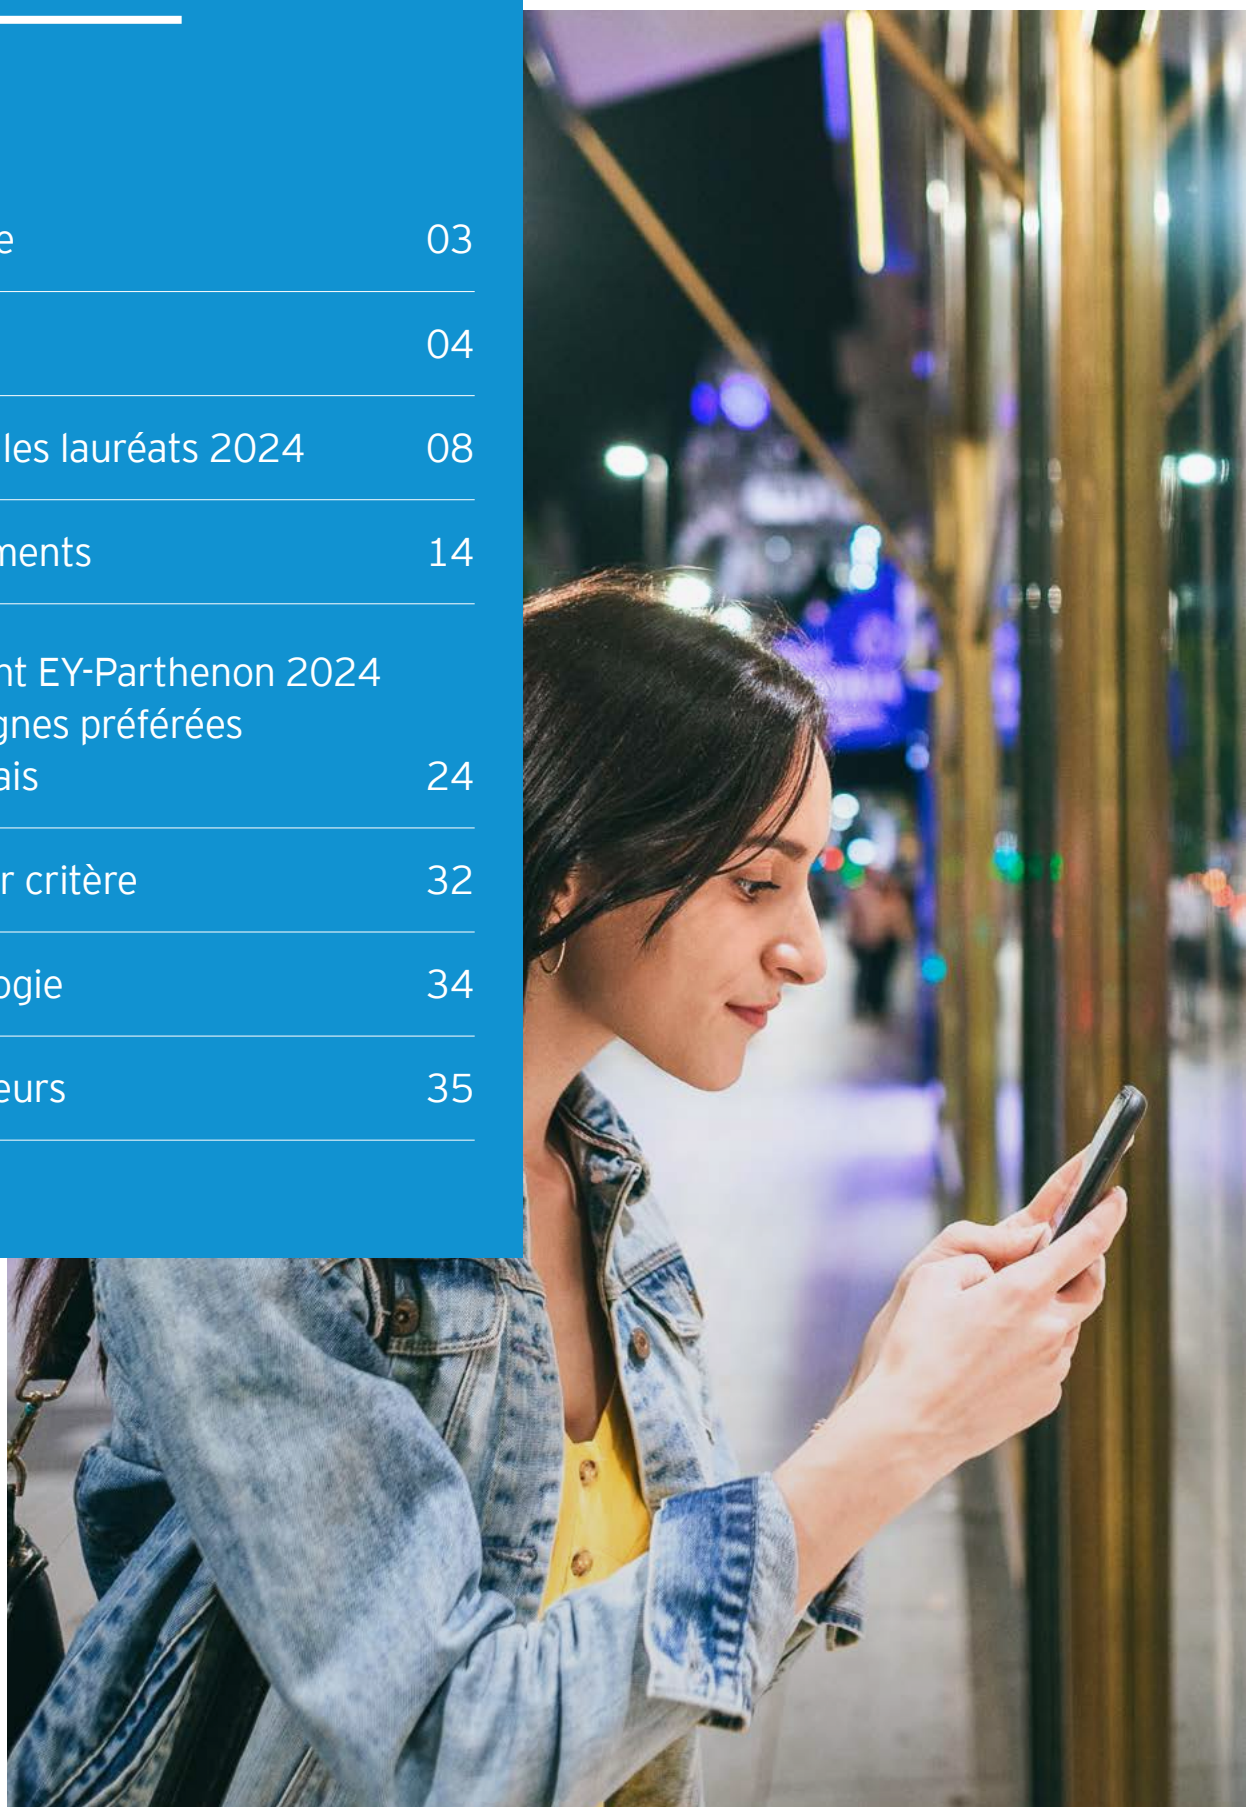 e 03
04
les lauréats 2024 08
ments 14
nt EY-Parthenon 2024
gnes préférées
ais 24
r critère 32
ogie 34
eurs 35